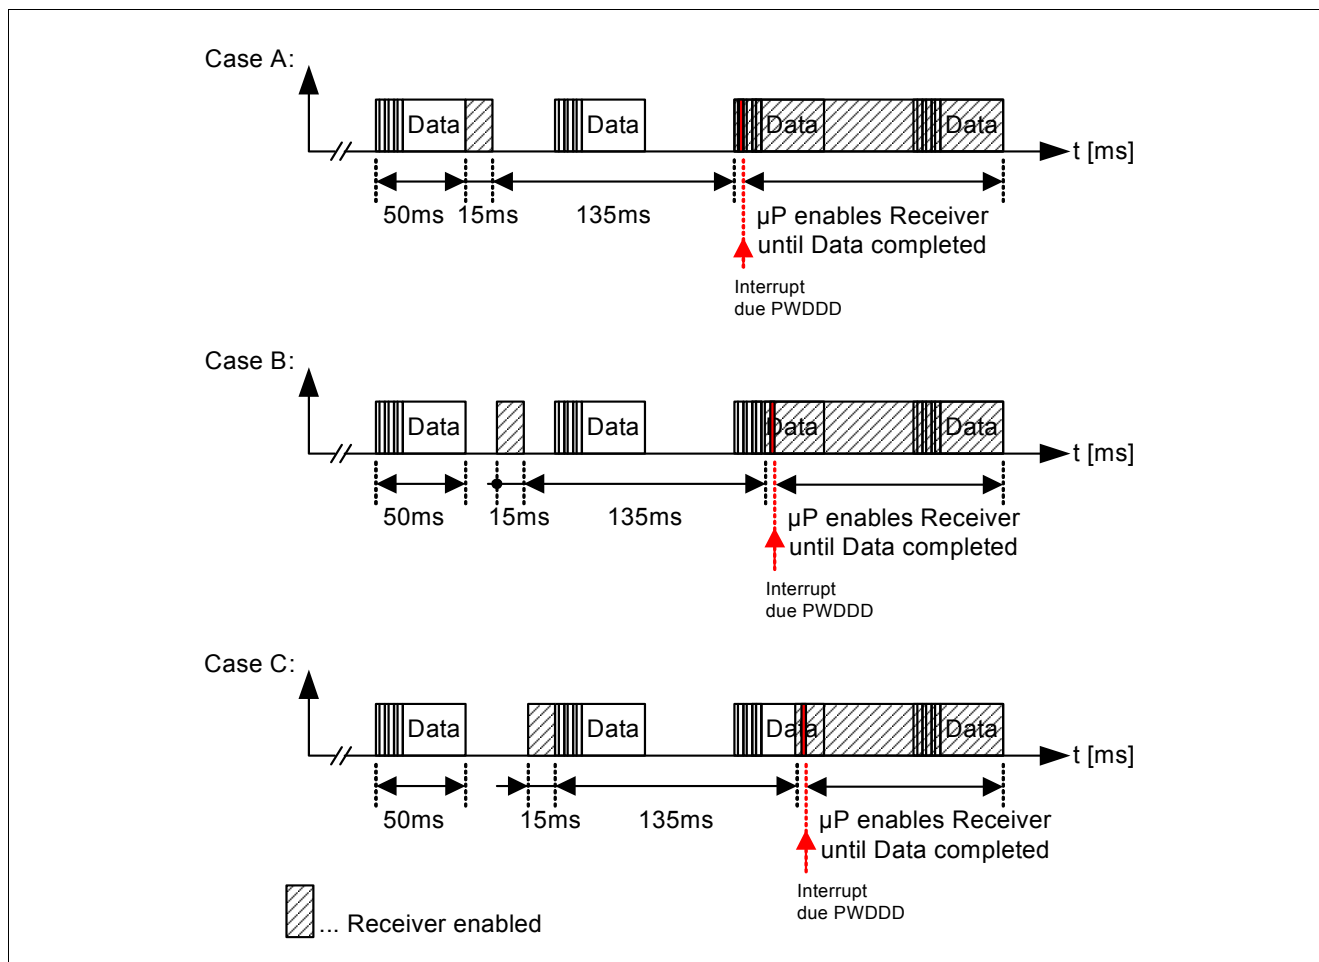 Case A:
Data
Data
Data
Data
t [ms]
50ms
15ms
135ms
µP enables Receiver
until Data completed
Interrupt
due PWDDD
Case B:
Data
Data
Data
Data
t [ms]
50ms
15ms
135ms
µP enables Receiver
until Data completed
Interrupt
due PWDDD
Case C:
Data
Data
Data
Data
t [ms]
50ms
15ms
135ms
µP enables Receiver
until Data completed
Interrupt
due PWDDD
... Receiver enabled